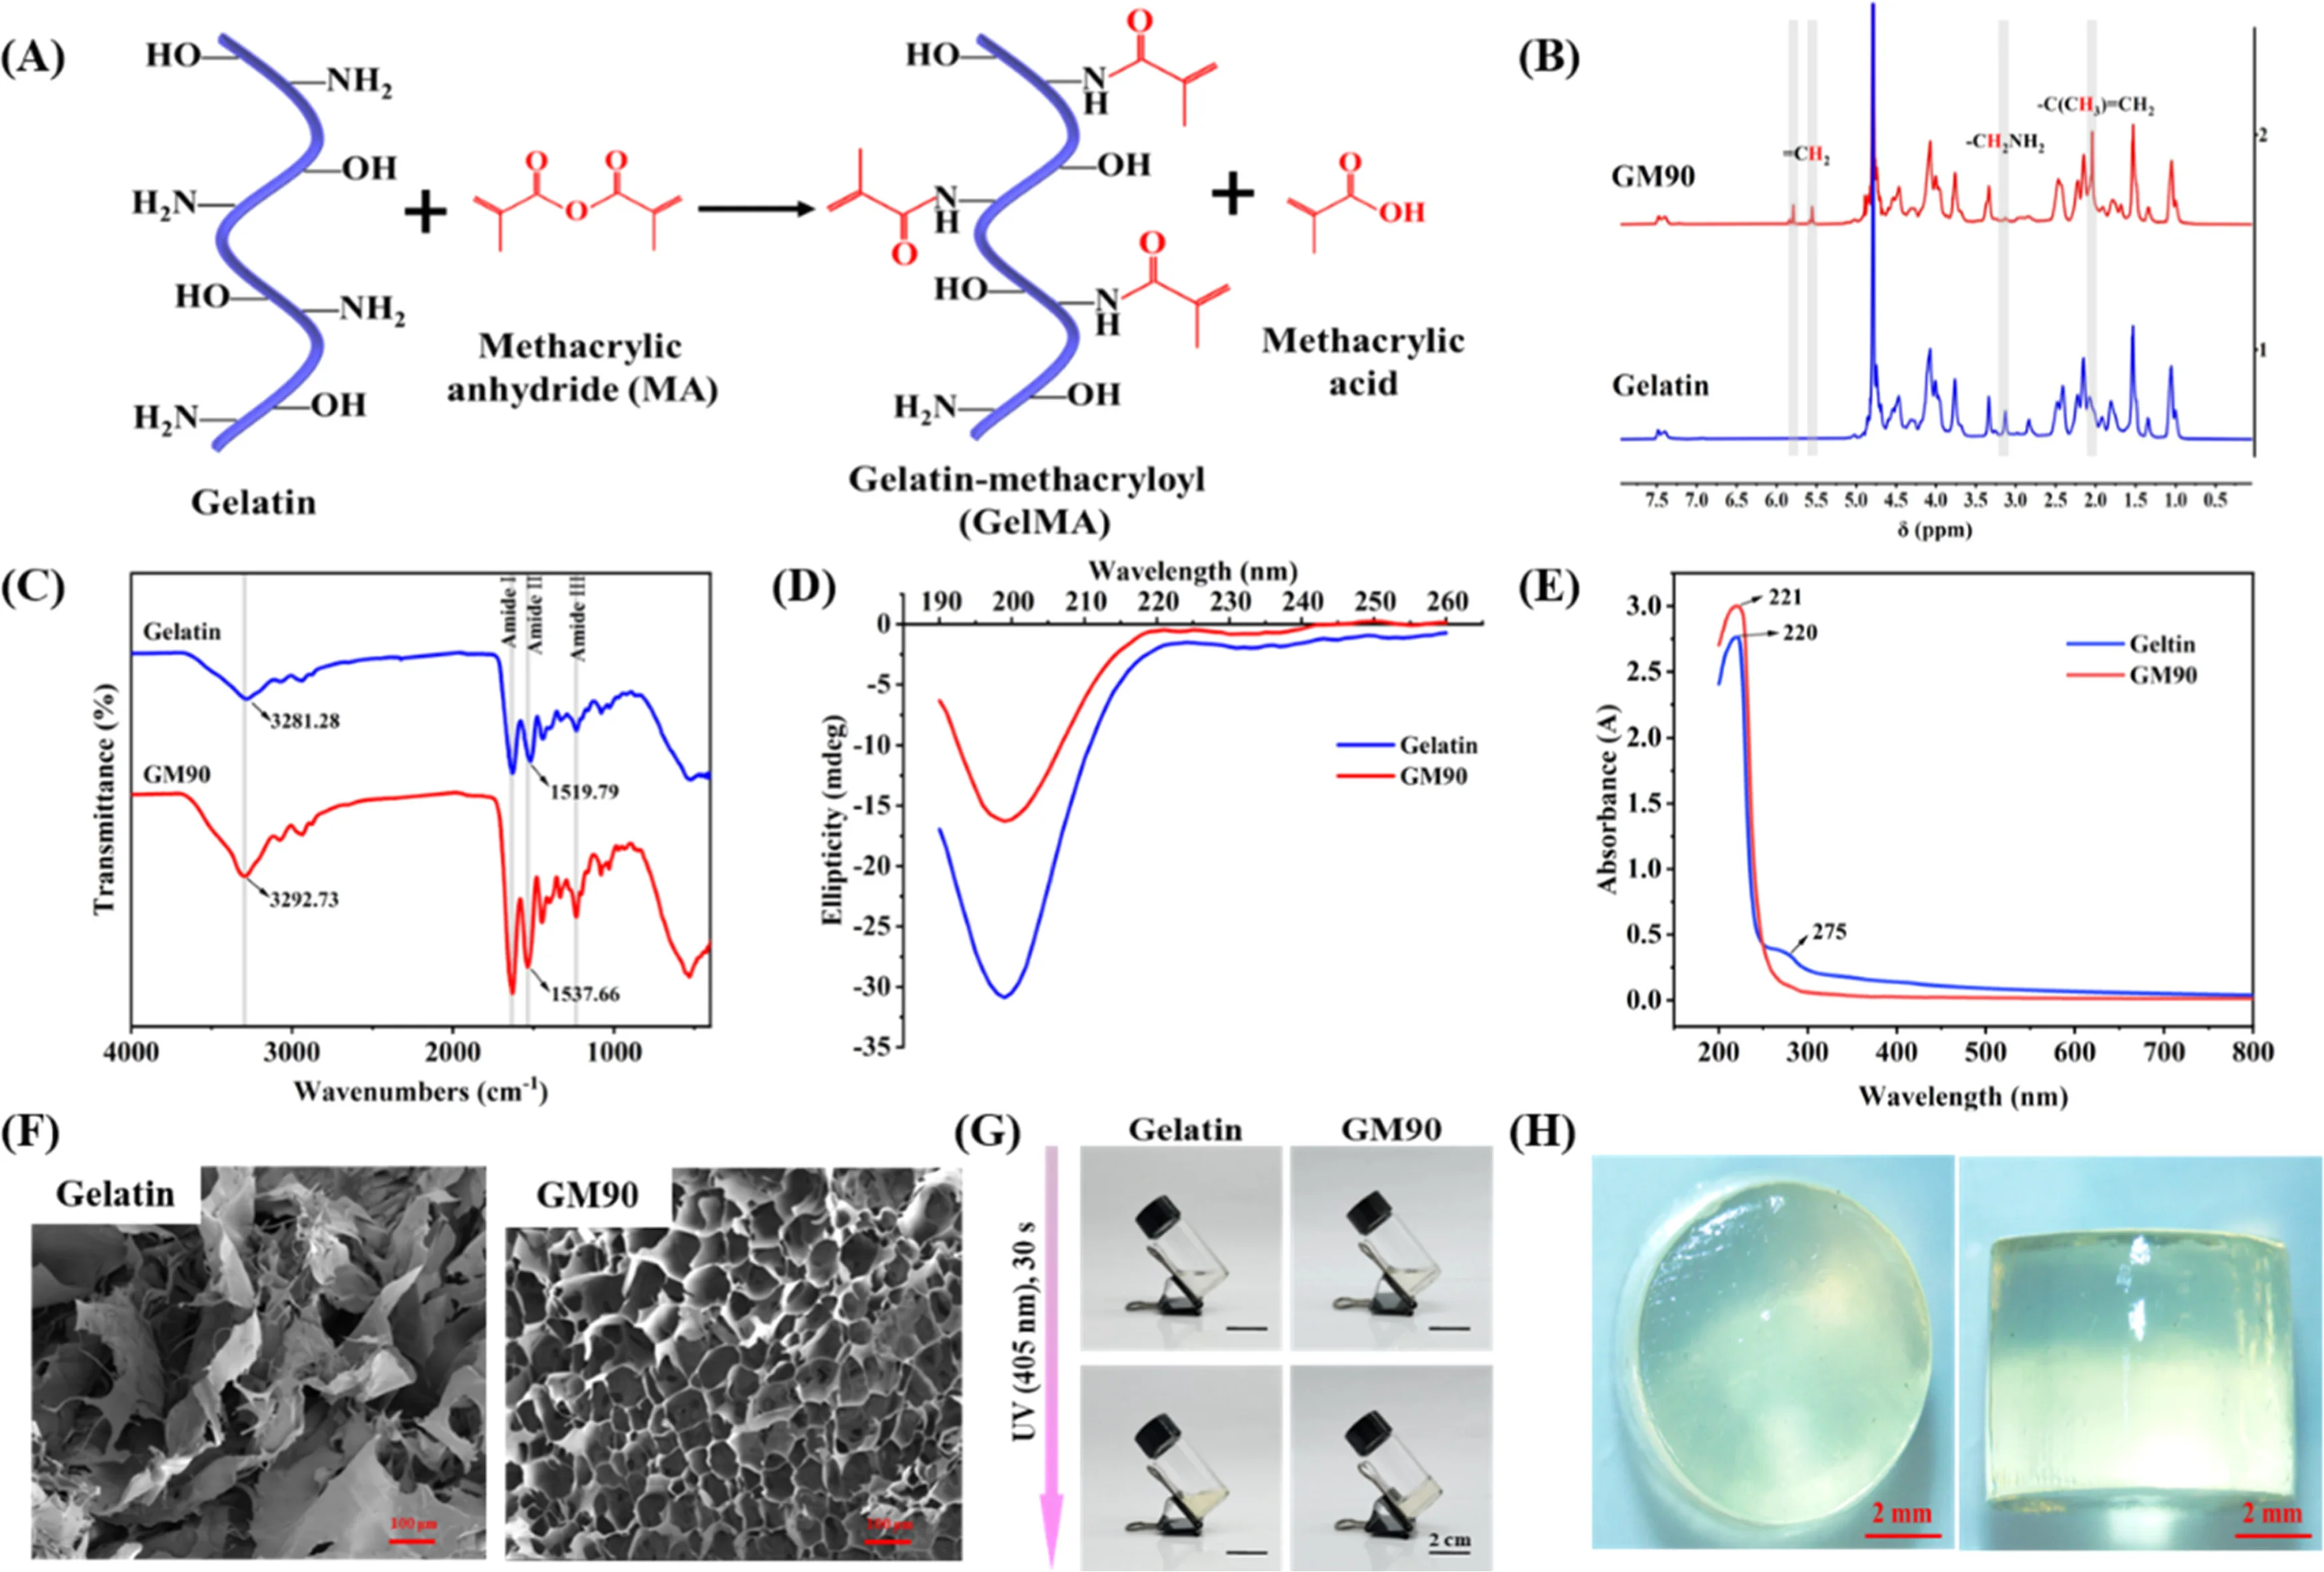 (A)
HO
NH2
OH
H2N
HO
NH2
OH
H2N
Gelatin
+
O
O
O
Methacrylic
anhydride (MA)
HO
N
H
O
OH
N
H
O
HO
N
H
O
OH
H2N
Gelatin-methacryloyl
(GelMA)
+
O
OH
Methacrylic
acid
(B)
-C(CH3)=CH2
-CH2NH2
=CH2
GM90
2
Gelatin
1
7.5 7.0 6.5 6.0 5.5 5.0 4.5 4.0 3.5 3.0 2.5 2.0 1.5 1.0 0.5
δ (ppm)
(C)
Amide I
Amide II
Amide III
Gelatin
3281.28
1519.79
GM90
3292.73
1537.66
Transmittance (%)
4000 3000 2000 1000
Wavenumbers (cm-1)
(D)
Wavelength (nm)
190 200 210 220 230 240 250 260
0
-5
-10
-15
-20
-25
-30
-35
Ellipticity (mdeg)
Gelatin
GM90
(E)
221
220
275
Geltin
GM90
3.0
2.5
2.0
1.5
1.0
0.5
0.0
Absorbance (A)
200 300 400 500 600 700 800
Wavelength (nm)
(F)
Gelatin
100 μm
GM90
100 μm
(G)
Gelatin
GM90
UV (405 nm), 30 s
2 cm
(H)
2 mm
2 mm